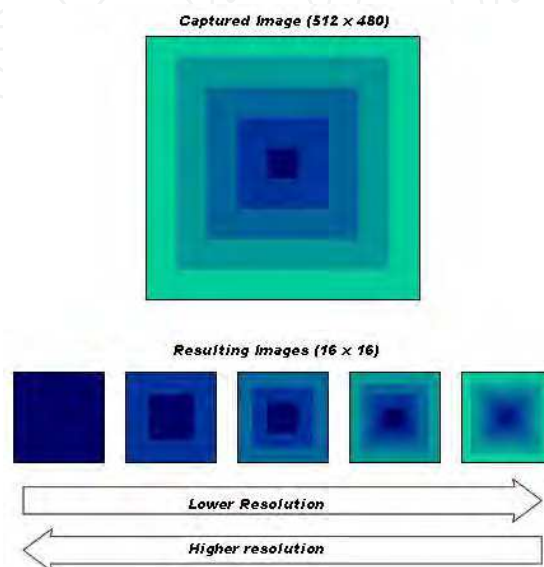 Captured Image (512 x 480)
Resulting Images (16 x 16)
Lower Resolution
Higher resolution